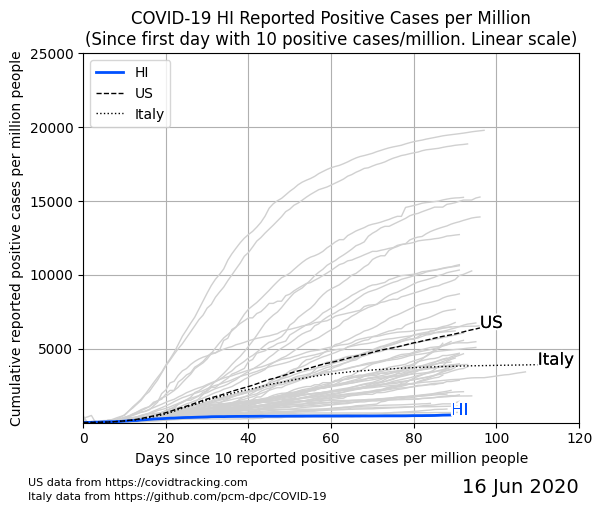 COVID-19 HI Reported Positive Cases per Million
(Since first day with 10 positive cases/million. Linear scale)
Cumulative reported positive cases per million people
25000
20000
15000
10000
5000
HI
US
Italy
US
Italy
HI
0 20 40 60 80 100 120
Days since 10 reported positive cases per million people
US data from https://covidtracking.com
Italy data from https://github.com/pcm-dpc/COVID-19
16 Jun 2020